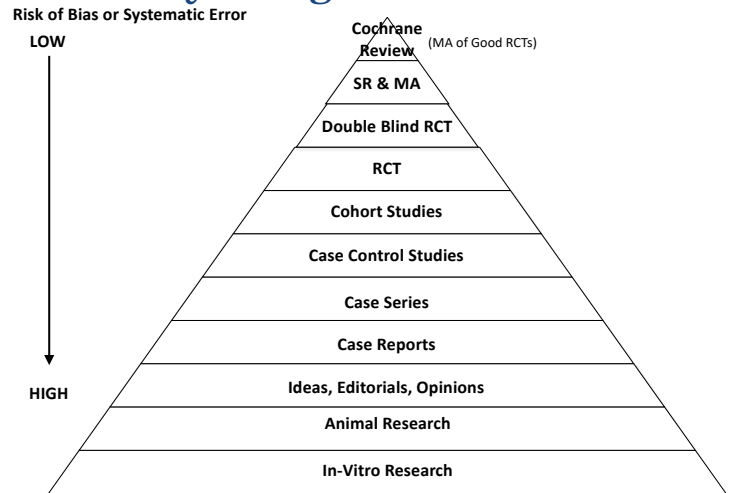 Risk of Bias or Systematic Error
LOW
Cochrane
Review
(MA of Good RCTs)
SR & MA
Double Blind RCT
RCT
Cohort Studies
Case Control Studies
Case Series
Case Reports
Ideas, Editorials, Opinions
HIGH
Animal Research
In-Vitro Research